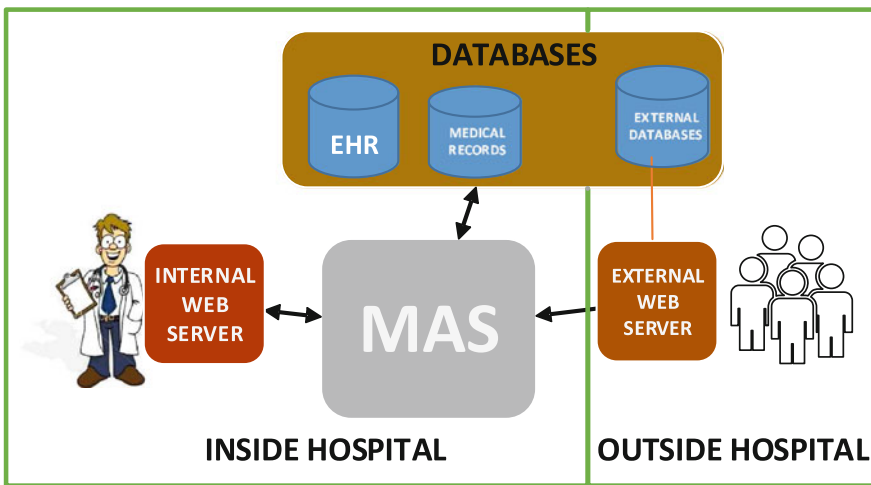 DATABASES
EHR
MEDICAL
RECORDS
EXTERNAL
DATABASES
INTERNAL
WEB
SERVER
MAS
EXTERNAL
WEB
SERVER
INSIDE HOSPITAL
OUTSIDE HOSPITAL